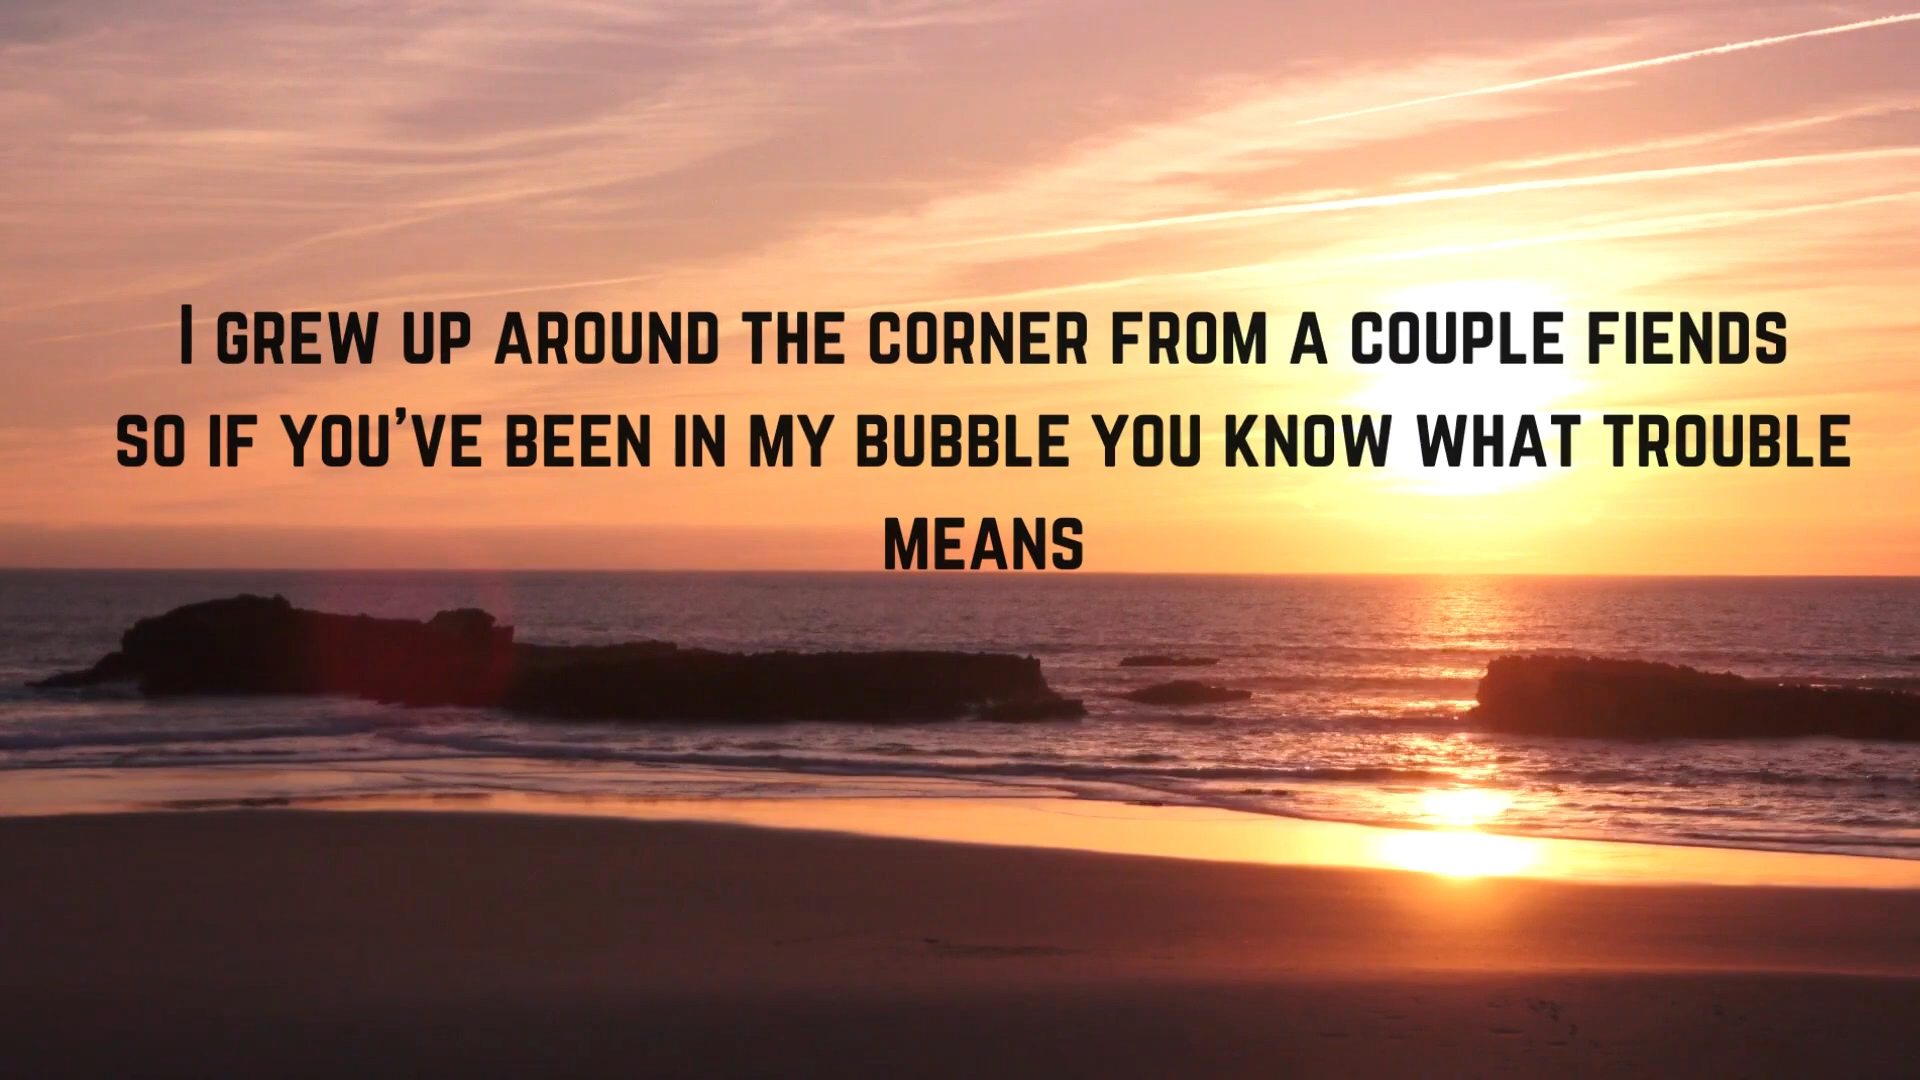 I GREW UP AROUND THE CORNER FROM A COUPLE FIENDS
SO IF YOU'VE BEEN IN MY BUBBLE YOU KNOW WHAT TROUBLE
MEANS